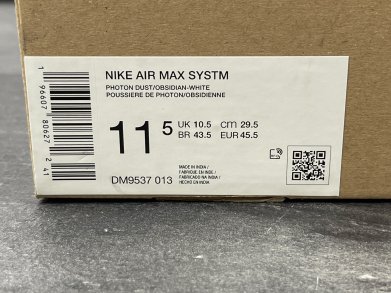 NIKE AIR MAX SYSTM
PHOTON DUST/OBSIDIAN-WHITE
POUSSIÈRE DE PHOTON/OBSIDIENNE
11 5
UK 10.5 cm 29.5
BR 43.5 EUR 45.5
DM9537 013
MADE IN INDIA /
FABRIQUÉ EN INDE /
FABRICADO NA INDIA /
HECHO EN INDIA
1 96607 80627 2 41